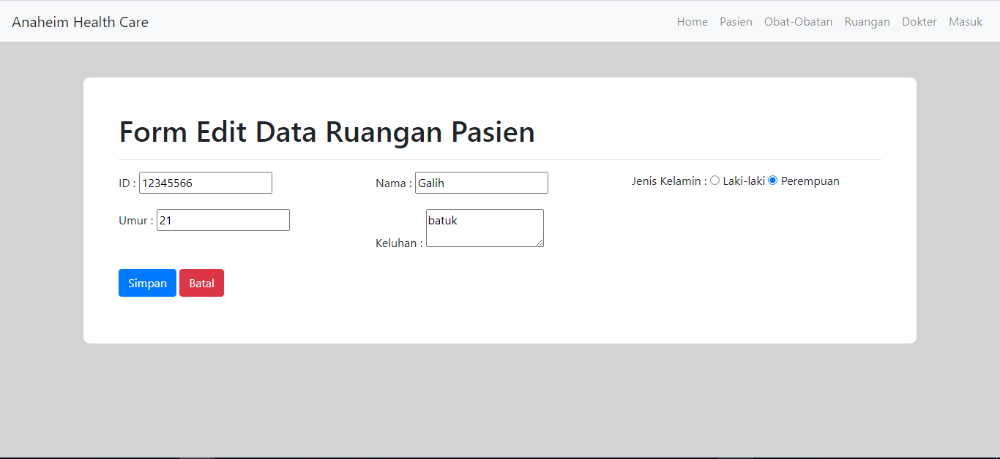 Anaheim Health Care Home Pasien Obat-Obatan Ruangan Dokter Masuk
Form Edit Data Ruangan Pasien
ID : 12345566 Nama : Galih Jenis Kelamin : Laki-laki Perempuan
Umur : 21 Keluhan : batuk
Simpan Batal